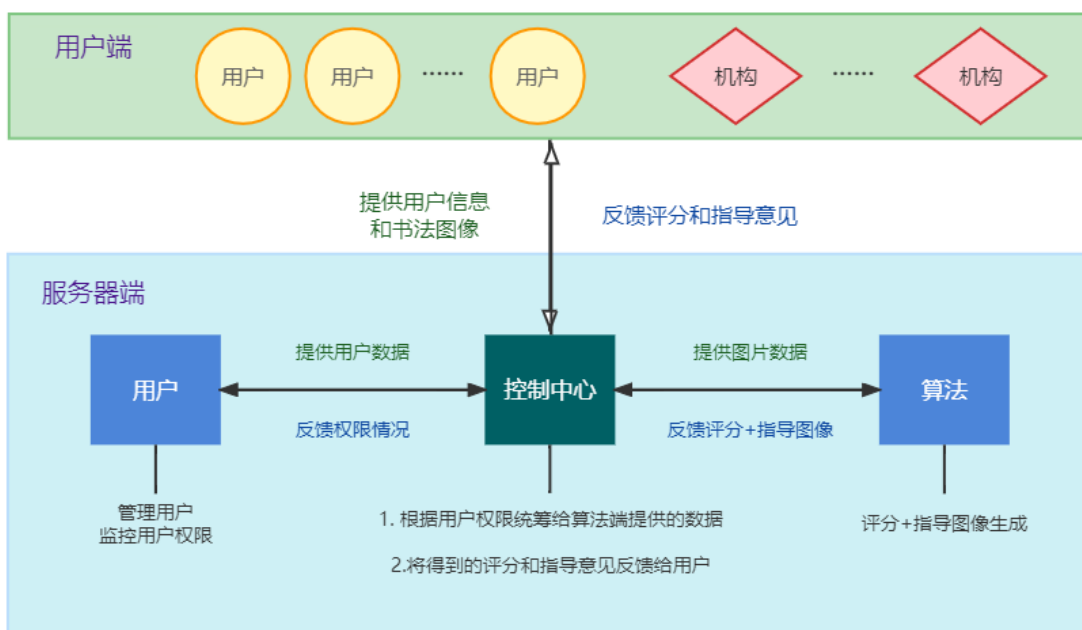 用户端
用户
用户
······
用户
机构
······
机构
提供用户信息
和书法图像
反馈评分和指导意见
服务器端
用户
提供用户数据
反馈权限情况
控制中心
提供图片数据
反馈评分+指导图像
算法
管理用户
监控用户权限
1. 根据用户权限统筹给算法端提供的数据
2.将得到的评分和指导意见反馈给用户
评分+指导图像生成